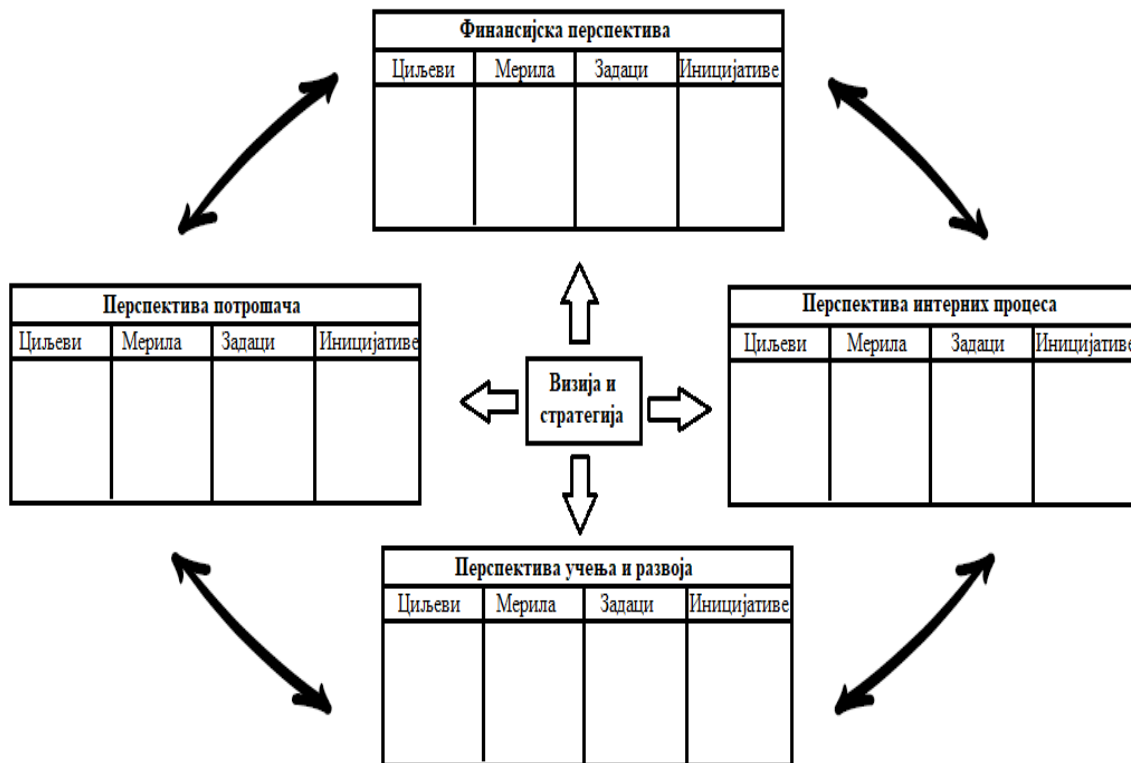 Финансијска перспектива
Циљеви Мерила Задаци Иницијативе
Перспектива потрошача
Циљеви Мерила Задаци Иницијативе
Визија и
стратегија
Перспектива интерних процеса
Циљеви Мерила Задаци Иницијативе
Перспектива учења и развоја
Циљеви Мерила Задаци Иницијативе